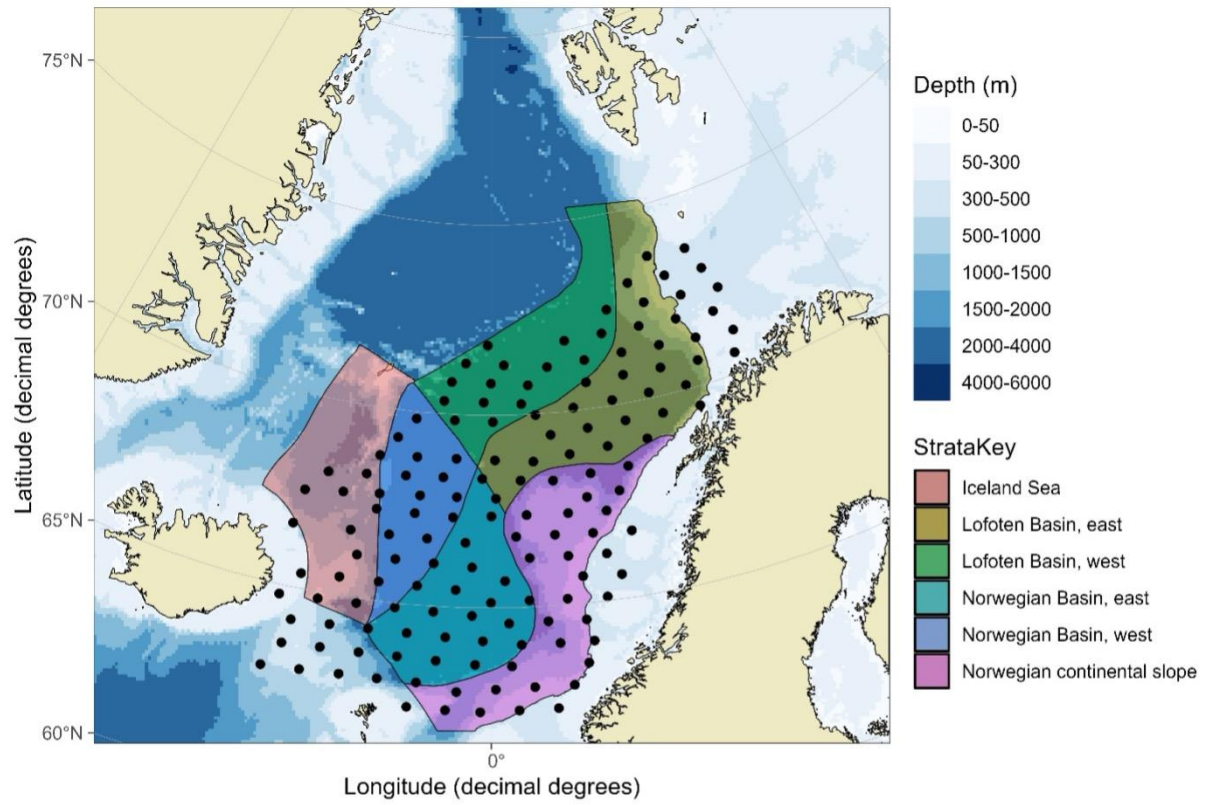 75°N
70°N
65°N
60°N
Latitude (decimal degrees)
0°
Longitude (decimal degrees)
Depth (m)
0-50
50-300
300-500
500-1000
1000-1500
1500-2000
2000-4000
4000-6000
StrataKey
Iceland Sea
Lofoten Basin, east
Lofoten Basin, west
Norwegian Basin, east
Norwegian Basin, west
Norwegian continental slope